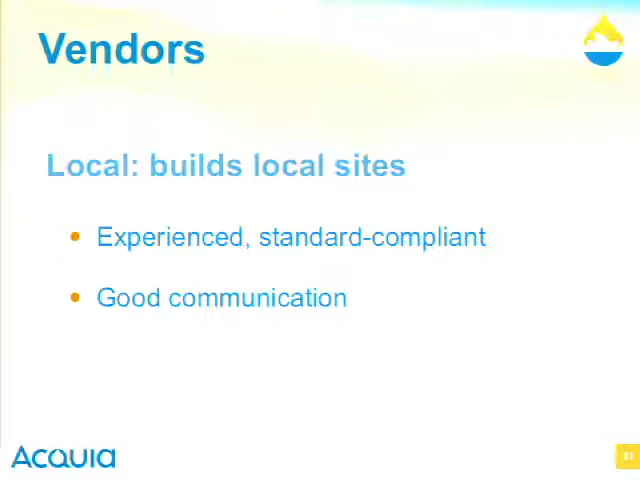 Vendors
Local: builds local sites
Experienced, standard-compliant
Good communication
Acquia